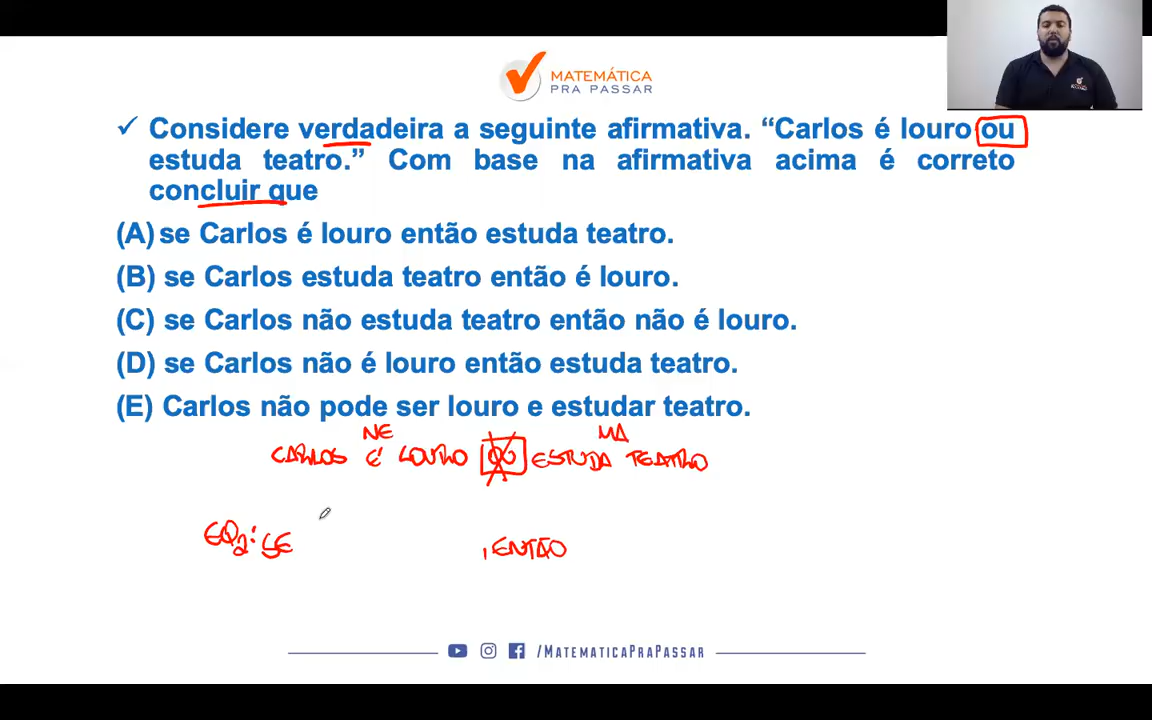 MATEMÁTICA
PRA PASSAR
✓ Considere verdadeira a seguinte afirmativa. “Carlos é louro ou
estuda teatro.” Com base na afirmativa acima é correto
concluir que
(A) se Carlos é louro então estuda teatro.
(B) se Carlos estuda teatro então é louro.
(C) se Carlos não estuda teatro então não é louro.
(D) se Carlos não é louro então estuda teatro.
(E) Carlos não pode ser louro e estudar teatro.
NE MA
CARLOS É LOURO OU ESTUDA TEATRO
EQ2: SE , ENTÃO
/MATEMATICAPRAPASSAR